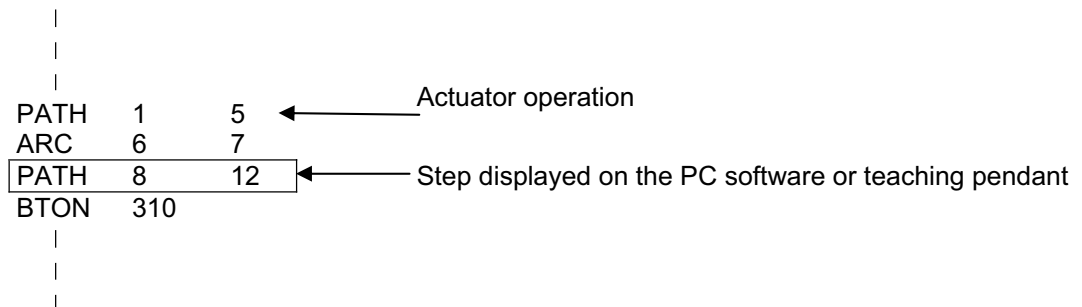 PATH 1 5 Actuator operation
ARC 6 7
PATH 8 12 Step displayed on the PC software or teaching pendant
BTON 310